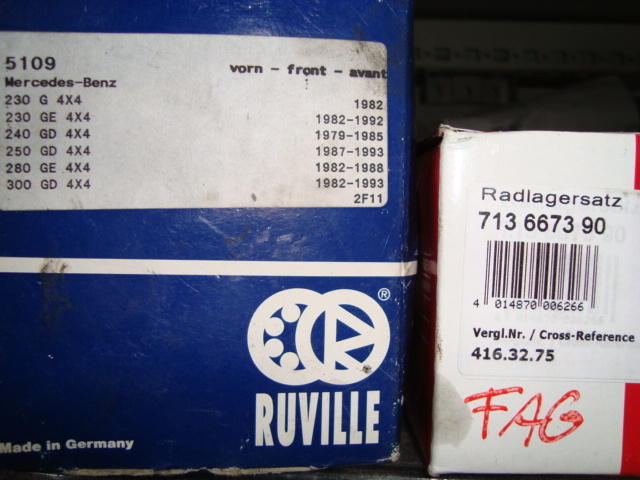 5109 vorn - front - avant
Mercedes-Benz
230 G 4X4 1982
230 GE 4X4 1982-1992
240 GD 4X4 1979-1985
250 GD 4X4 1987-1993
280 GE 4X4 1982-1988
300 GD 4X4 1982-1993
2F11
®
RUVILLE
Made in Germany
Radlagersatz
713 6673 90
4 014870 006266
Vergl.Nr. / Cross-Reference
416.32.75
FAG